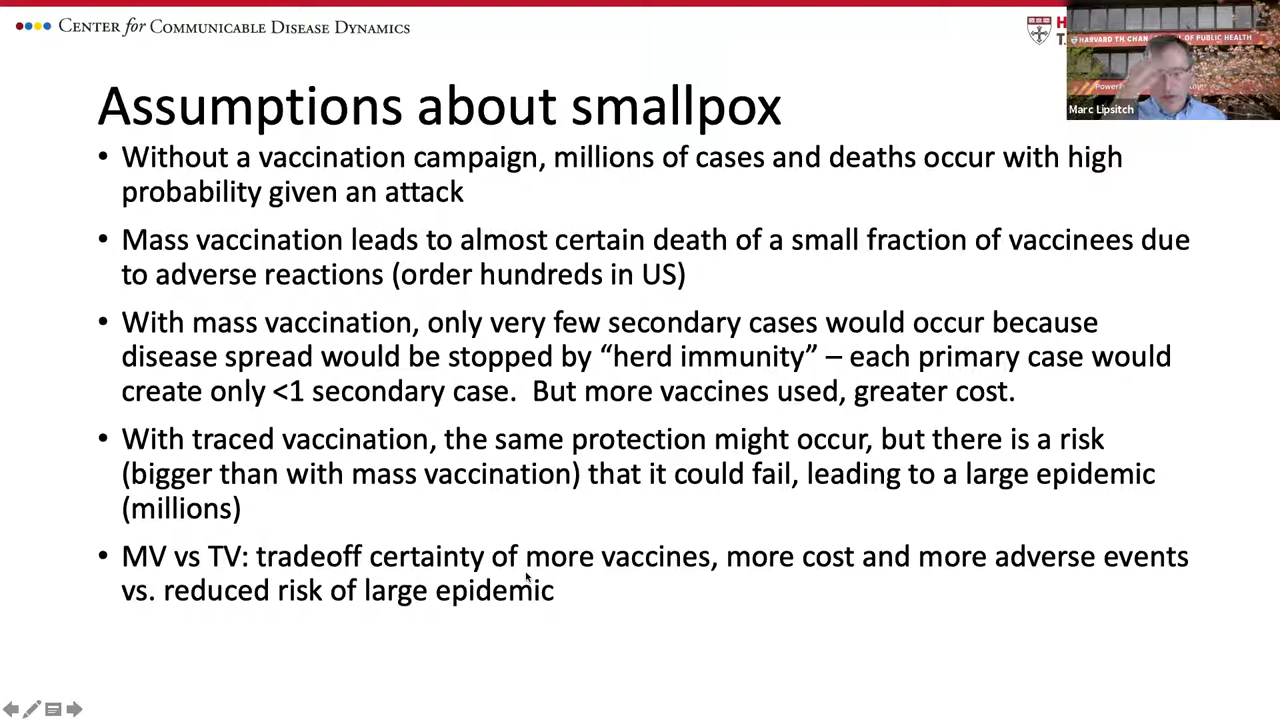 CENTER for COMMUNICABLE DISEASE DYNAMICS
HARVARD TH CHAN
OF PUBLIC HEALTH
Marc Lipsitch
Assumptions about smallpox
• Without a vaccination campaign, millions of cases and deaths occur with high
probability given an attack
• Mass vaccination leads to almost certain death of a small fraction of vaccinees due
to adverse reactions (order hundreds in US)
• With mass vaccination, only very few secondary cases would occur because
disease spread would be stopped by “herd immunity” – each primary case would
create only <1 secondary case.  But more vaccines used, greater cost.
• With traced vaccination, the same protection might occur, but there is a risk
(bigger than with mass vaccination) that it could fail, leading to a large epidemic
(millions)
• MV vs TV: tradeoff certainty of more vaccines, more cost and more adverse events
vs. reduced risk of large epidemic